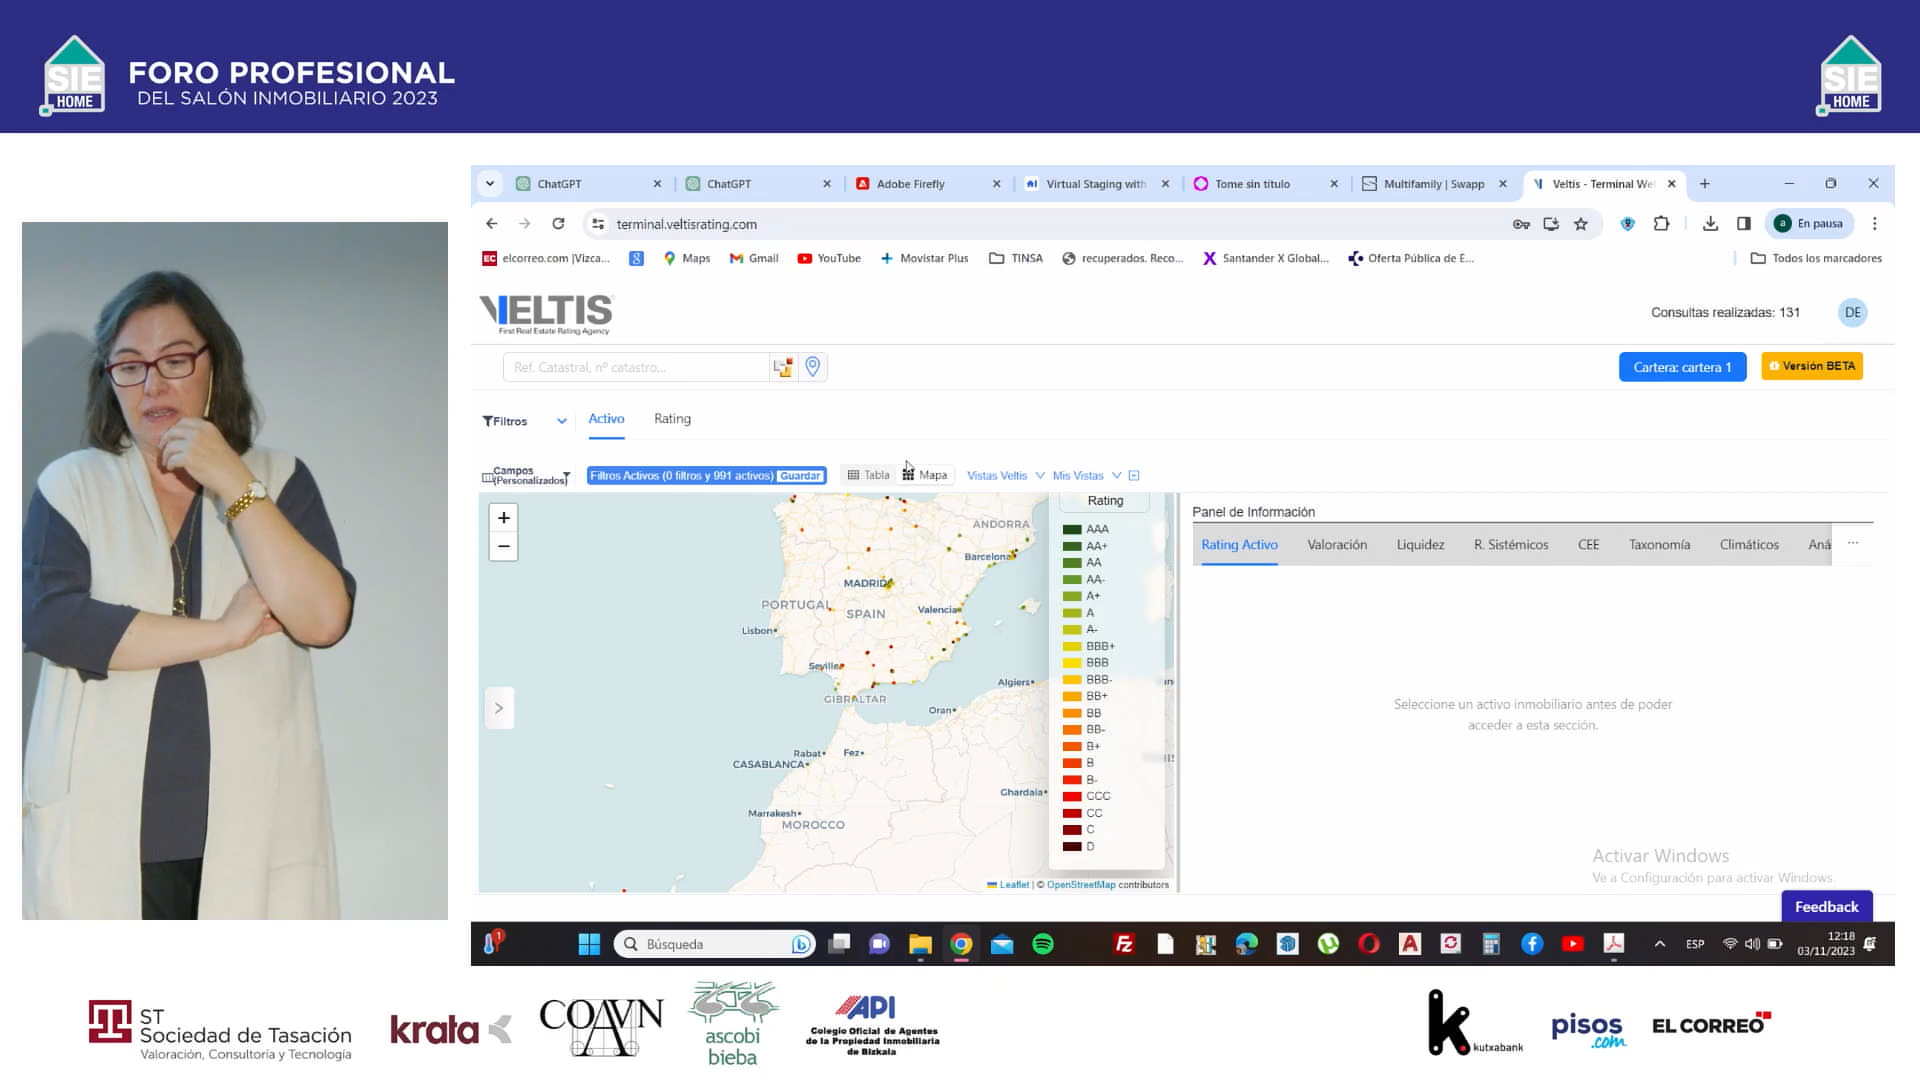 SIE
HOME
FORO PROFESIONAL
DEL SALÓN INMOBILIARIO 2023
SIE
HOME
ChatGPT
ChatGPT
Adobe Firefly
Virtual Staging with
Tome sin título
Multifamily | Swapp
Veltis - Terminal We
terminal.veltisrating.com
a En pausa
EC elcorreo.com |Vizca...
Maps
Gmail
YouTube
Movistar Plus
TINSA
recuperados. Reco...
Santander X Global...
Oferta Pública de E...
Todos los marcadores
VELTIS
First Real Estate Rating Agency
Consultas realizadas: 131
DE
Ref. Catastral, nº catastro...
Cartera: cartera 1
Versión BETA
Filtros
Activo
Rating
Campos
(Personalizados)
Filtros Activos (0 filtros y 991 activos) Guardar
Tabla
Mapa
Vistas Veltis
Mis Vistas
+
−
ANDORRA
Barcelona
MADRID
PORTUGAL
SPAIN
Valencia
Lisbon
Seville
GIBRALTAR
Algiers
Oran
Rabat
Fez
CASABLANCA
Ghardaia
Marrakesh
MOROCCO
Rating
AAA
AA+
AA
AA-
A+
A
A-
BBB+
BBB
BBB-
BB+
BB
BB-
B+
B
B-
CCC
CC
C
D
Leaflet | © OpenStreetMap contributors
Panel de Información
Rating Activo
Valoración
Liquidez
R. Sistémicos
CEE
Taxonomía
Climáticos
Aná
...
Seleccione un activo inmobiliario antes de poder
acceder a esta sección.
Activar Windows
Ve a Configuración para activar Windows.
Feedback
1
Búsqueda
ESP
12:18
03/11/2023
ST
Sociedad de Tasación
Valoración, Consultoría y Tecnología
krata
COAVN
ascobi
bieba
API
Colegio Oficial de Agentes
de la Propiedad Inmobiliaria
de Bizkaia
k kutxabank
pisos
.com
EL CORREO